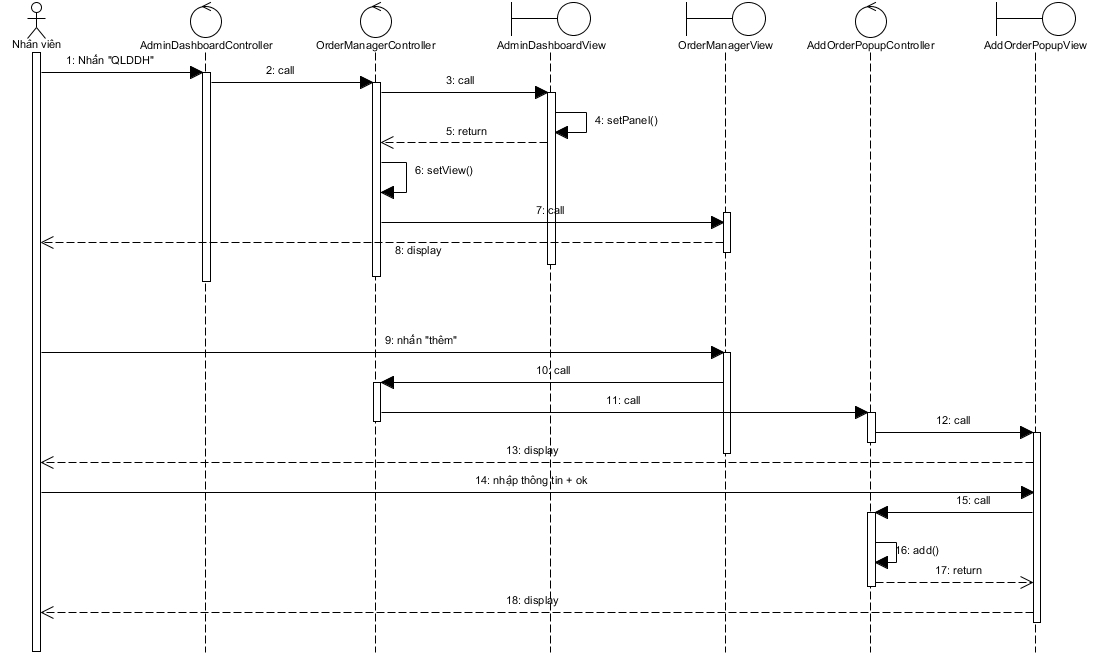 Nhân viên
AdminDashboardController
OrderManagerController
AdminDashboardView
OrderManagerView
AddOrderPopupController
AddOrderPopupView
1: Nhấn "QLDDH"
2: call
3: call
4: setPanel()
5: return
6: setView()
7: call
8: display
9: nhấn "thêm"
10: call
11: call
12: call
13: display
14: nhập thông tin + ok
15: call
16: add()
17: return
18: display